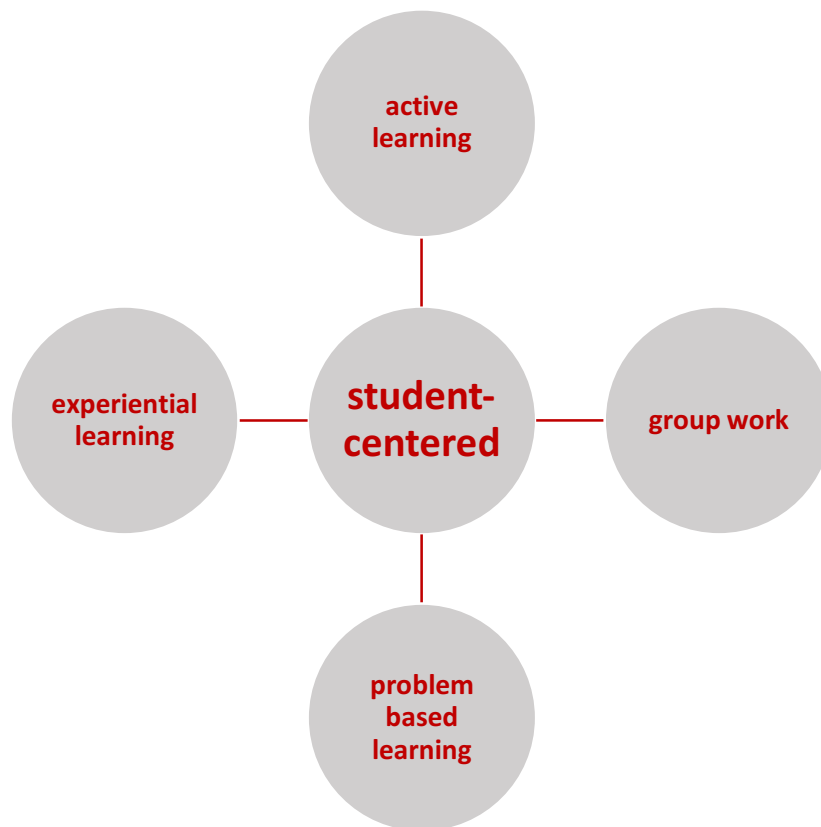 active
learning
experiential
learning
student-
centered
group work
problem
based
learning